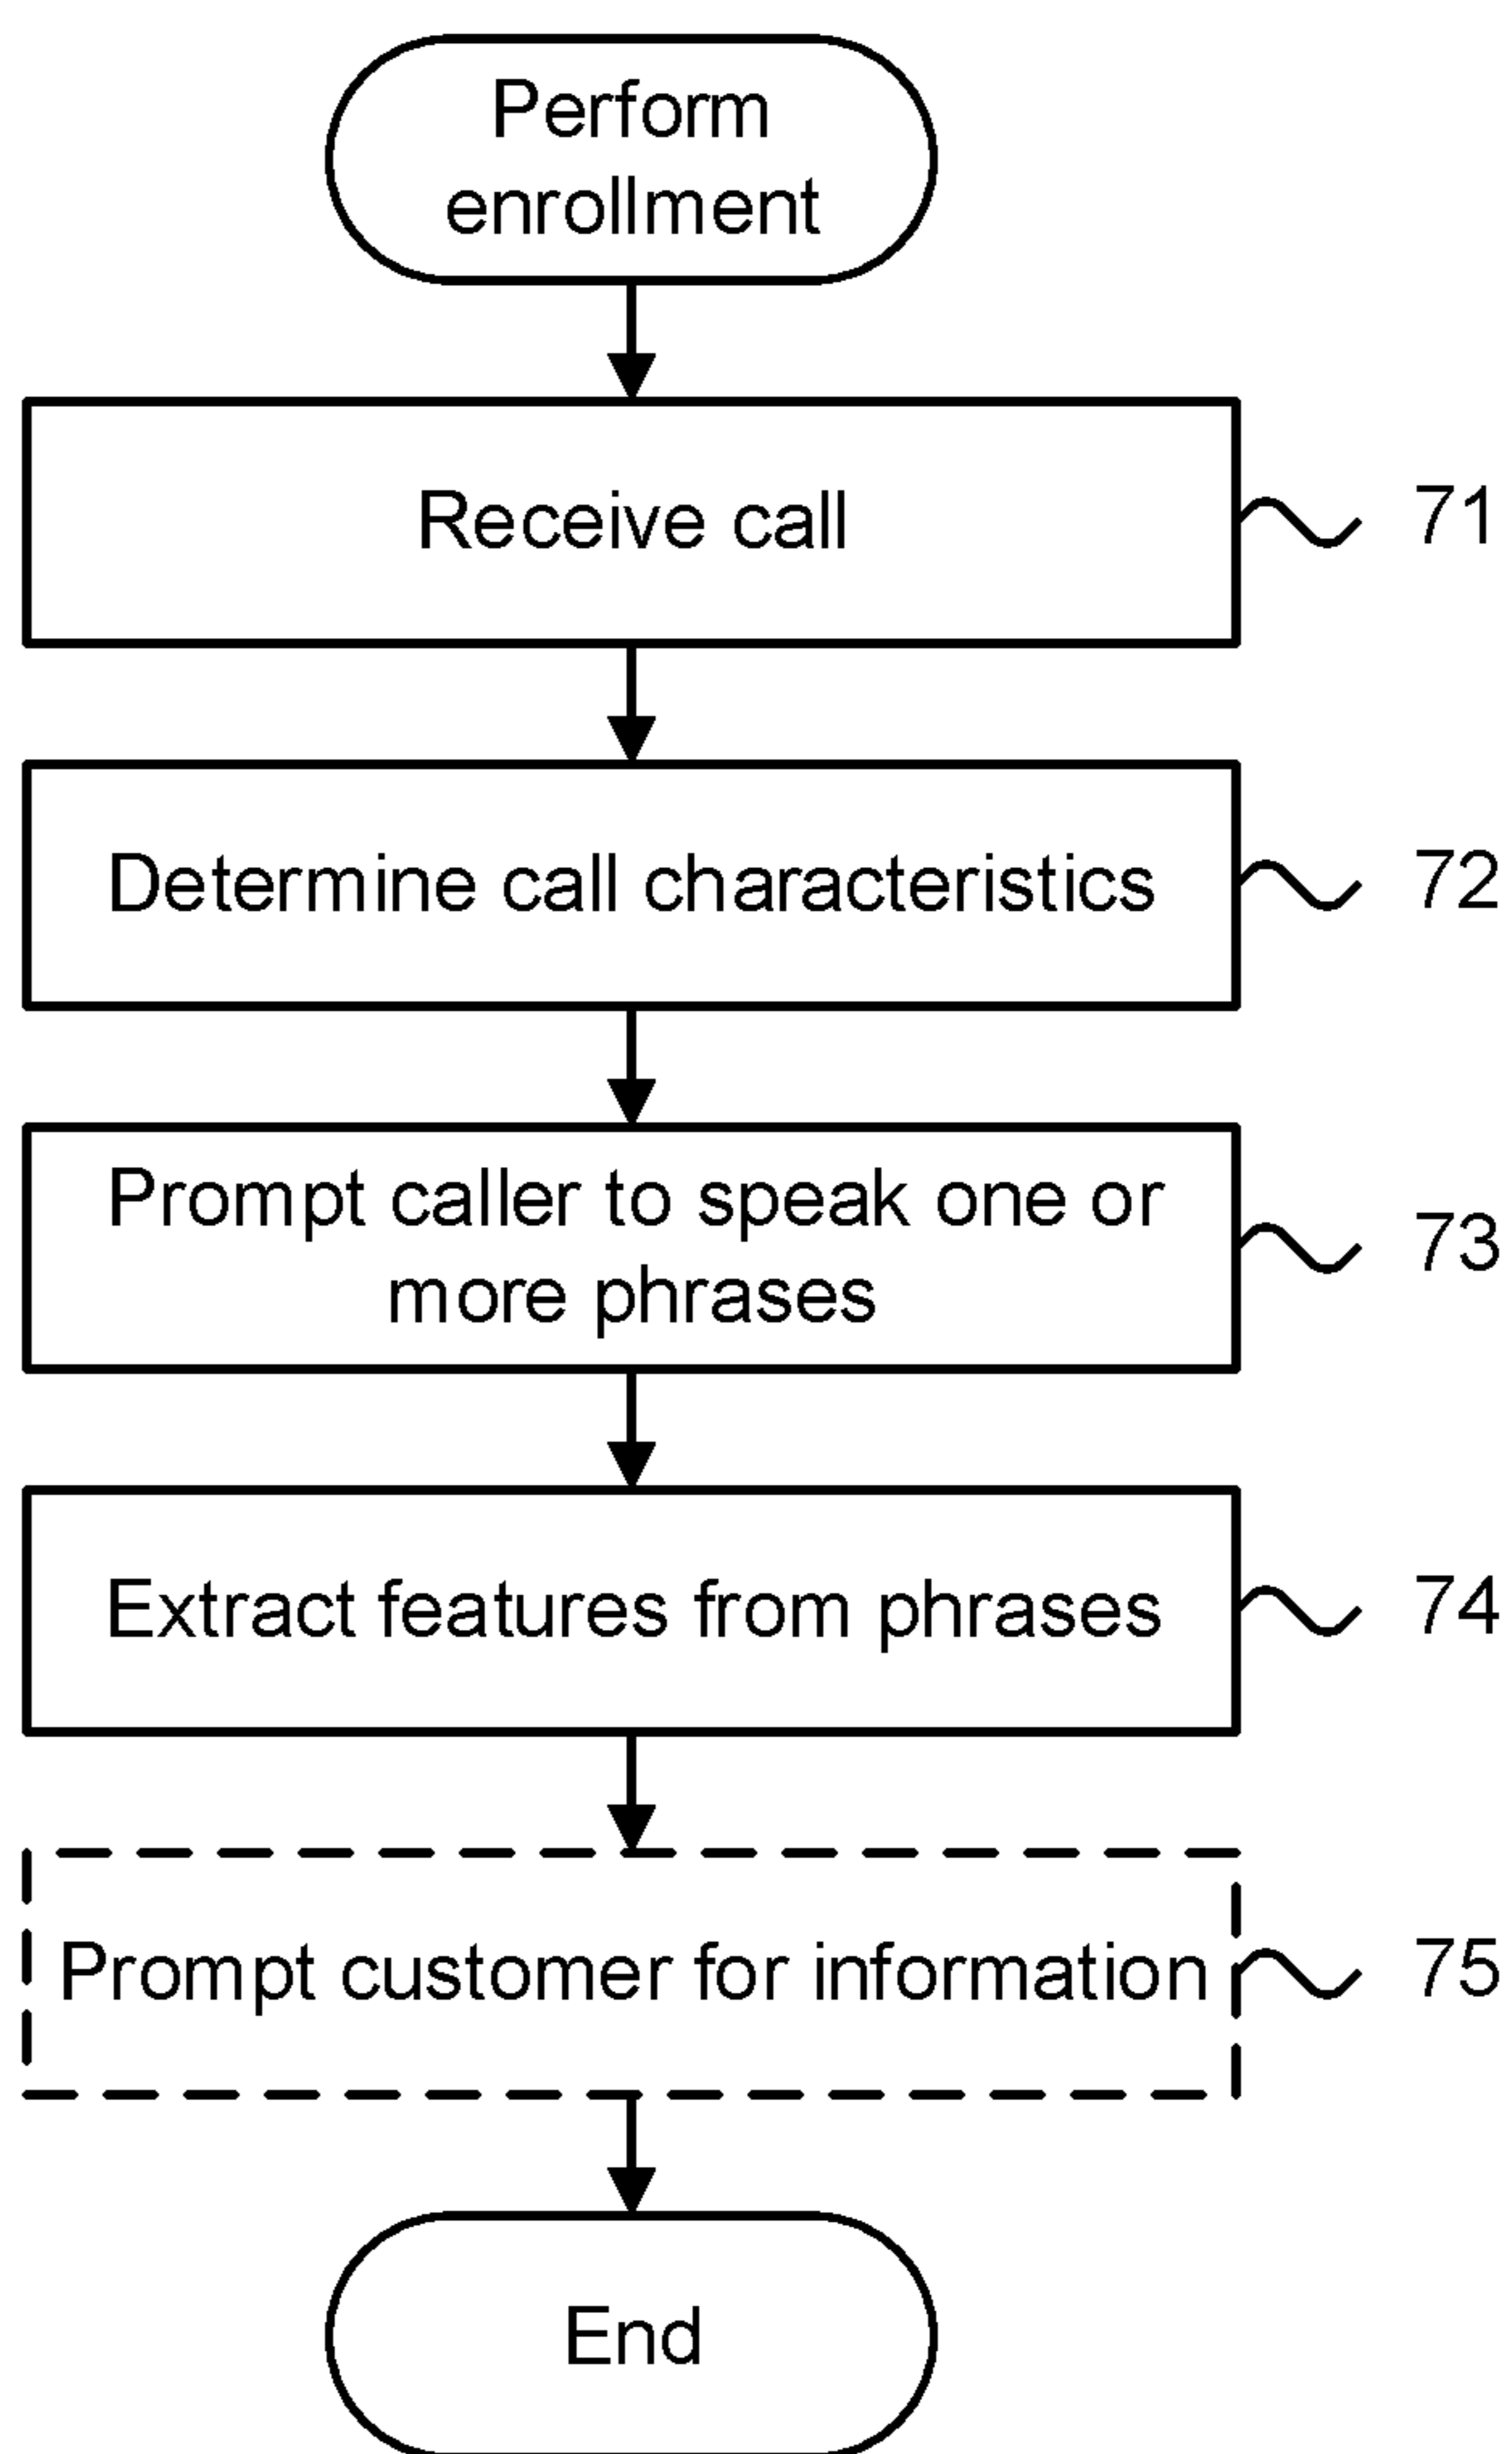 Perform
enrollment
Receive call
71
Determine call characteristics
72
Prompt caller to speak one or
more phrases
73
Extract features from phrases
74
Prompt customer for information
75
End